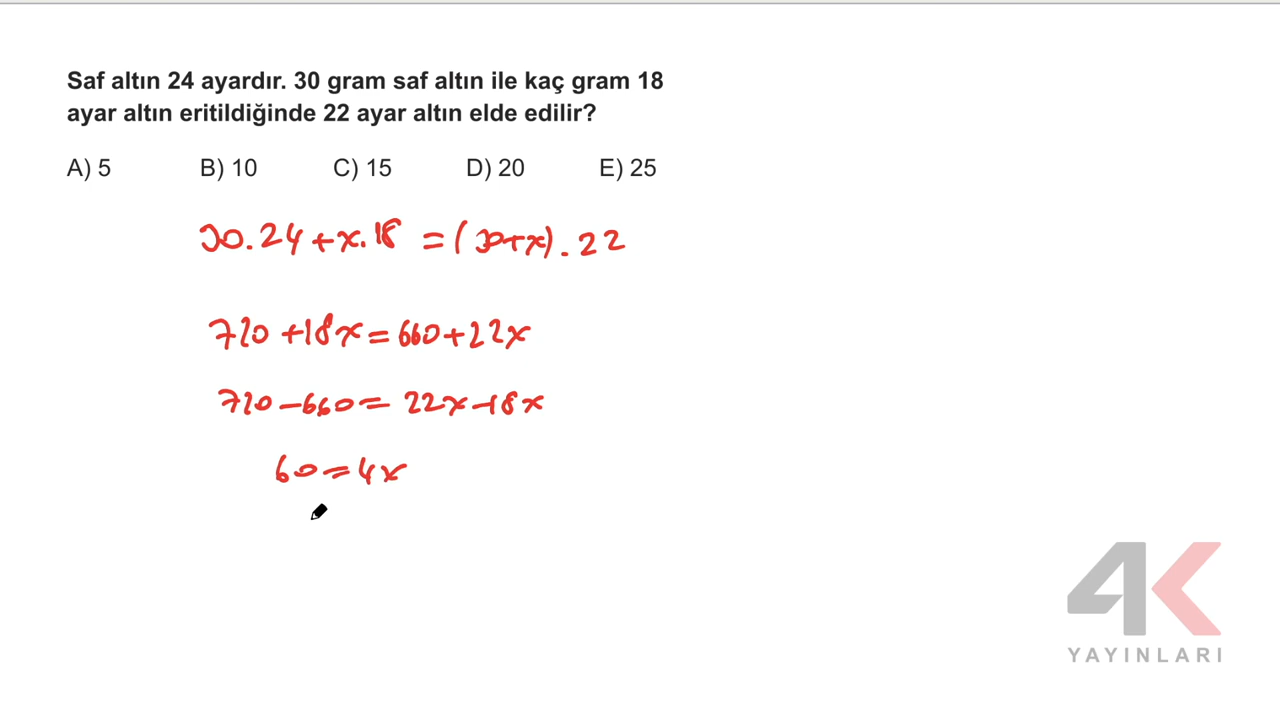 Saf altın 24 ayardır. 30 gram saf altın ile kaç gram 18
ayar altın eritildiğinde 22 ayar altın elde edilir?
A) 5 B) 10 C) 15 D) 20 E) 25
30.24+x.18 =(30+x).22
720+18x=660+22x
720-660=22x-18x
60=4x
4K
YAYINLARI